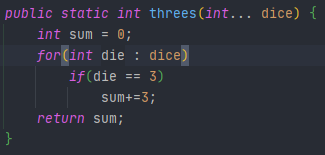 public static int threes(int... dice) {
    int sum = 0;
    for(int die : dice)
        if(die == 3)
            sum+=3;
    return sum;
}